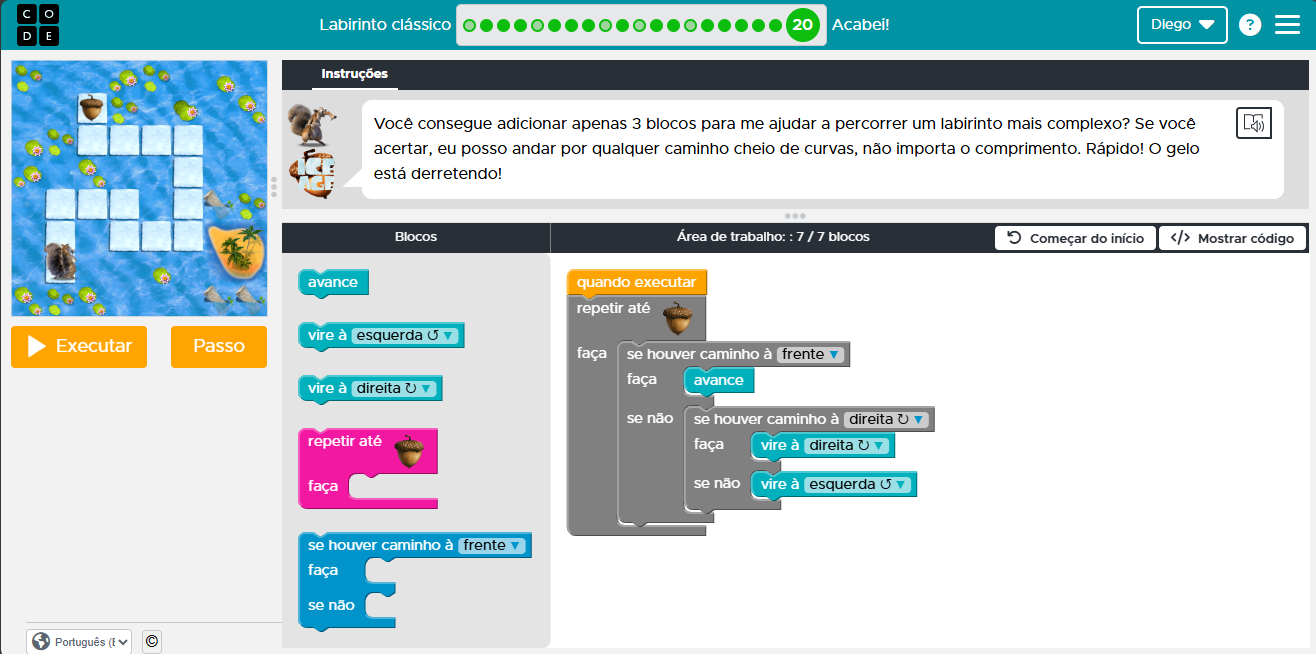 C O
D E
Labirinto clássico
20
Acabei!
Diego
?
Instruções
Você consegue adicionar apenas 3 blocos para me ajudar a percorrer um labirinto mais complexo? Se você
acertar, eu posso andar por qualquer caminho cheio de curvas, não importa o comprimento. Rápido! O gelo
está derretendo!
ICE
AGE
Blocos
Área de trabalho: : 7 / 7 blocos
Começar do início
</> Mostrar código
Executar
Passo
avance
vire à esquerda ↺ ▼
vire à direita ↻ ▼
repetir até
faça
se houver caminho à frente ▼
faça
se não
quando executar
repetir até
faça
se houver caminho à frente ▼
faça
avance
se não
se houver caminho à direita ↻ ▼
faça
vire à direita ↻ ▼
se não
vire à esquerda ↺ ▼
Português (
©